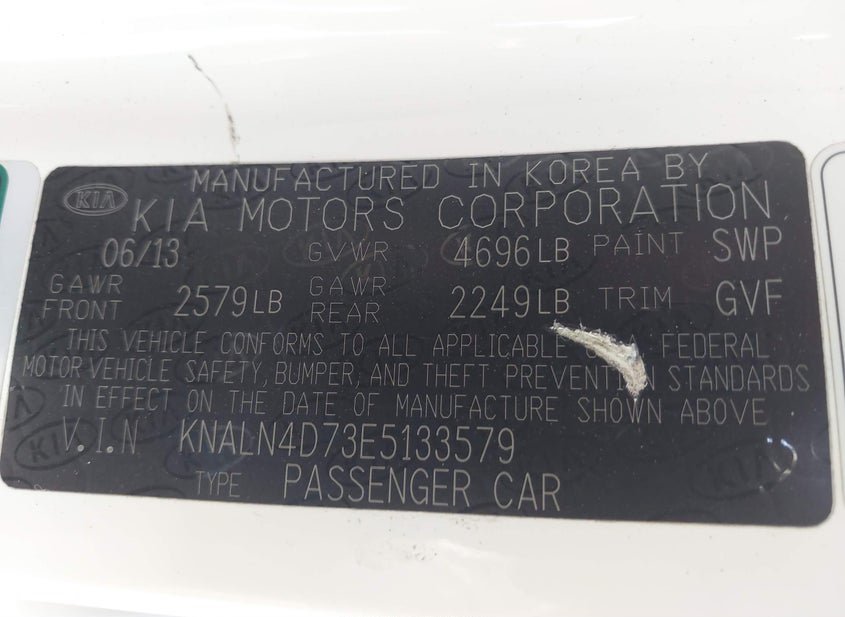 MANUFACTURED IN KOREA BY
KIA KIA MOTORS CORPORATION
06/13 GVWR 4696LB PAINT SWP
GAWR FRONT 2579LB GAWR REAR 2249LB TRIM GVF
THIS VEHICLE CONFORMS TO ALL APPLICABLE FEDERAL
MOTOR VEHICLE SAFETY, BUMPER, AND THEFT PREVENTION STANDARDS
IN EFFECT ON THE DATE OF MANUFACTURE SHOWN ABOVE
V.I.N KNALN4D73E5133579
TYPE PASSENGER CAR